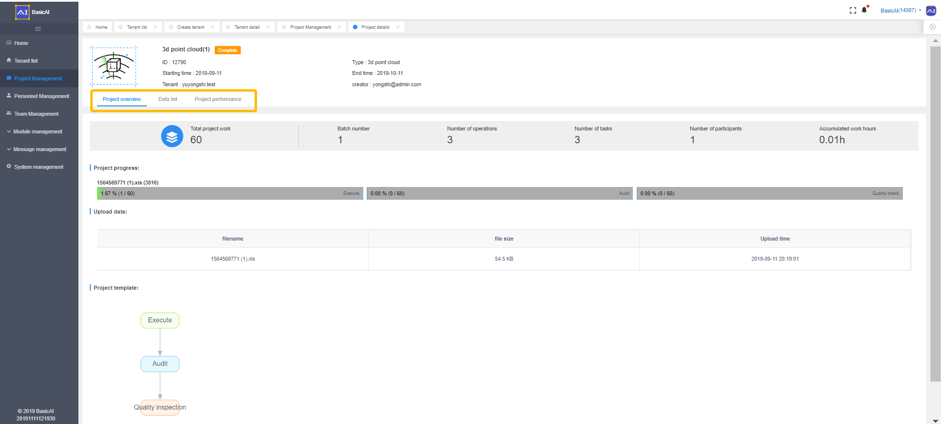 AI BasicAI
BasicAI(14307)
AI
Home
Tenant list
Create tenant
Tenant detail
Project Management
Project details
Home
Tenant list
Project Management
Personnel Management
Team Management
Module management
Message management
System management
3d point cloud(1) Complete
ID : 12790
Type : 3d point cloud
Starting time : 2019-09-11
End time : 2019-10-11
Tenant : yuyongshi.test
creator : yongshi@admin.com
Project overview Data list Project performance
Total project work
60
Batch number
1
Number of operations
3
Number of tasks
3
Number of participants
1
Accumulated work hours
0.01h
Project progress:
1564569771 (1).xls (3816)
1.67 % (1 / 60) Execute
0.00 % (0 / 60) Audit
0.00 % (0 / 60) Quality check
Upload data:
filename file size Upload time
1564569771 (1).xls 54.5 KB 2019-09-11 20:19:01
Project template:
Execute
Audit
Quality inspection
© 2019 BasicAI
201911111121930